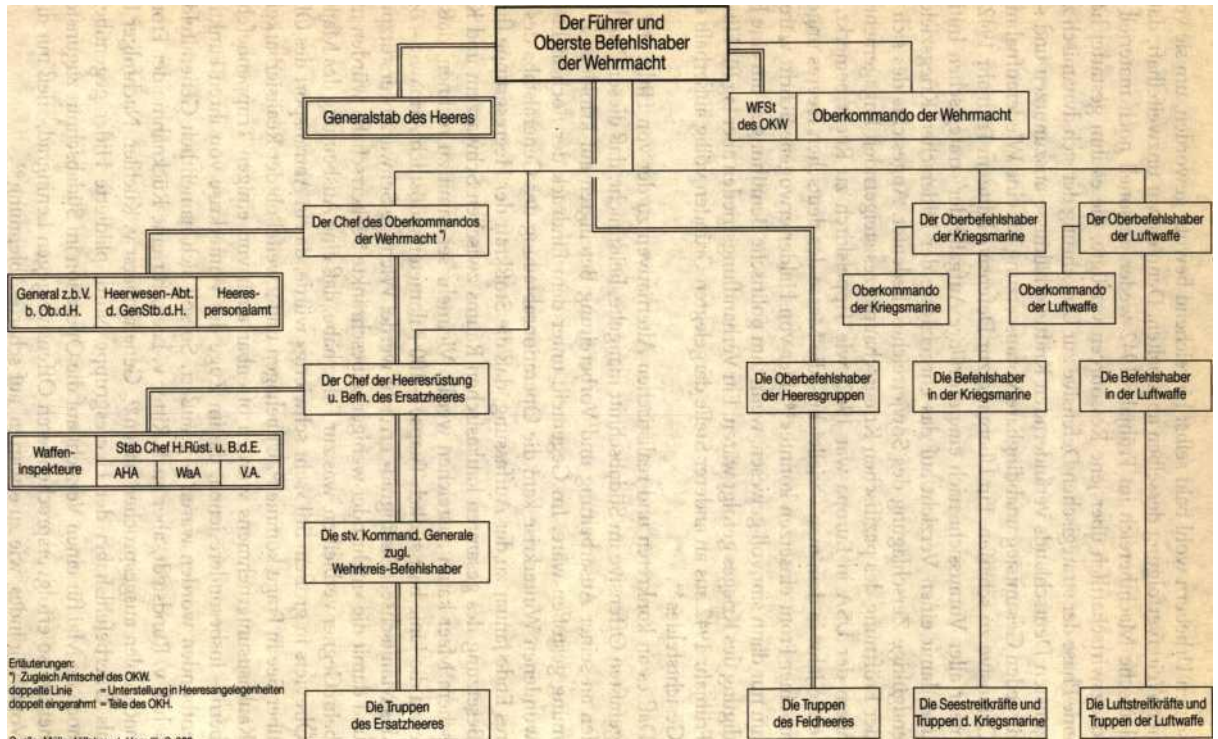 Der Führer und
Oberste Befehlshaber
der Wehrmacht
Generalstab des Heeres
WFSt
des OKW
Oberkommando der Wehrmacht
Der Chef des Oberkommandos
der Wehrmacht *)
Der Oberbefehlshaber
der Kriegsmarine
Der Oberbefehlshaber
der Luftwaffe
General z.b.V.
b. Ob.d.H.
Heerwesen-Abt.
d. GenStb.d.H.
Heeres-
personalamt
Oberkommando
der Kriegsmarine
Oberkommando
der Luftwaffe
Der Chef der Heeresrüstung
u. Befh. des Ersatzheeres
Die Oberbefehlshaber
der Heeresgruppen
Die Befehlshaber
in der Kriegsmarine
Die Befehlshaber
in der Luftwaffe
Waffen-
inspekteure
Stab Chef H.Rüst. u. B.d.E.
AHA
WaA
V.A.
Die stv. Kommand. Generale
zugl.
Wehrkreis-Befehlshaber
Erläuterungen:
*) Zugleich Amtschef des OKW.
doppelte Linie = Unterstellung in Heeresangelegenheiten
doppelt eingerahmt = Teile des OKH.
Die Truppen
des Ersatzheeres
Die Truppen
des Feldheeres
Die Seestreitkräfte und
Truppen d. Kriegsmarine
Die Luftstreitkräfte und
Truppen der Luftwaffe